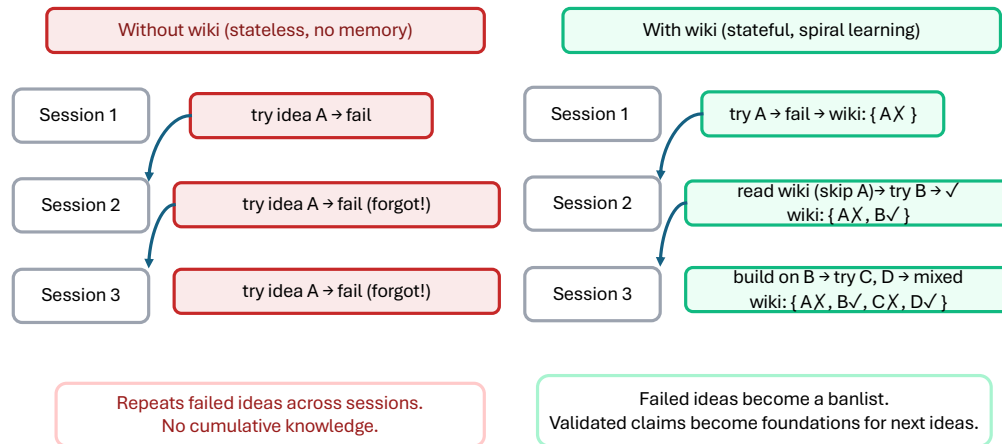 Without wiki (stateless, no memory)
Session 1
try idea A → fail
Session 2
try idea A → fail (forgot!)
Session 3
try idea A → fail (forgot!)
Repeats failed ideas across sessions.
No cumulative knowledge.
With wiki (stateful, spiral learning)
Session 1
try A → fail → wiki: { A✗ }
Session 2
read wiki (skip A)→ try B → ✓
wiki: { A✗, B✓ }
Session 3
build on B → try C, D → mixed
wiki: { A✗, B✓, C✗, D✓ }
Failed ideas become a banlist.
Validated claims become foundations for next ideas.